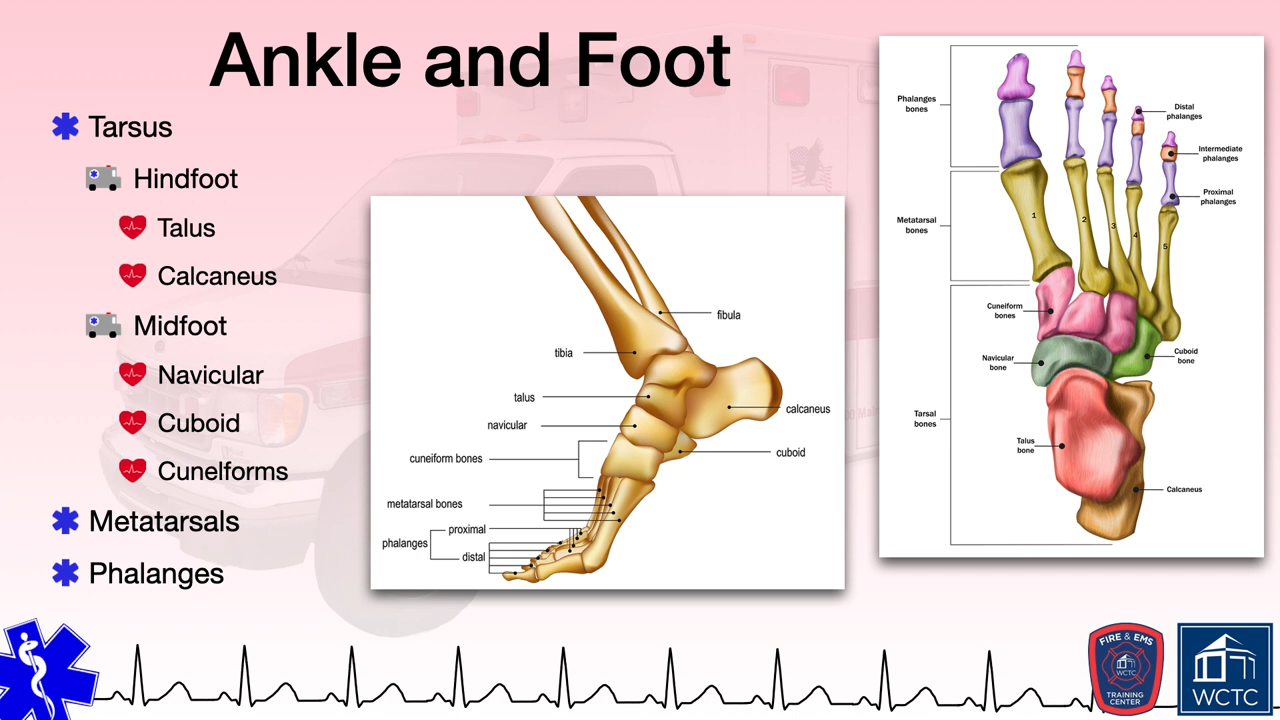 Ankle and Foot
Tarsus
Hindfoot
Talus
Calcaneus
Midfoot
Navicular
Cuboid
Cunelforms
Metatarsals
Phalanges
fibula
tibia
talus
calcaneus
navicular
cuboid
cuneiform bones
metatarsal bones
proximal
phalanges
distal
Phalanges
bones
Distal
phalanges
Intermediate
phalanges
Proximal
phalanges
Metatarsal
bones
1
2
3
4
5
Cuneiform
bones
Navicular
bone
Cuboid
bone
Tarsal
bones
Talus
bone
Calcaneus
FIRE & EMS
WCTC
TRAINING
CENTER
WCTC